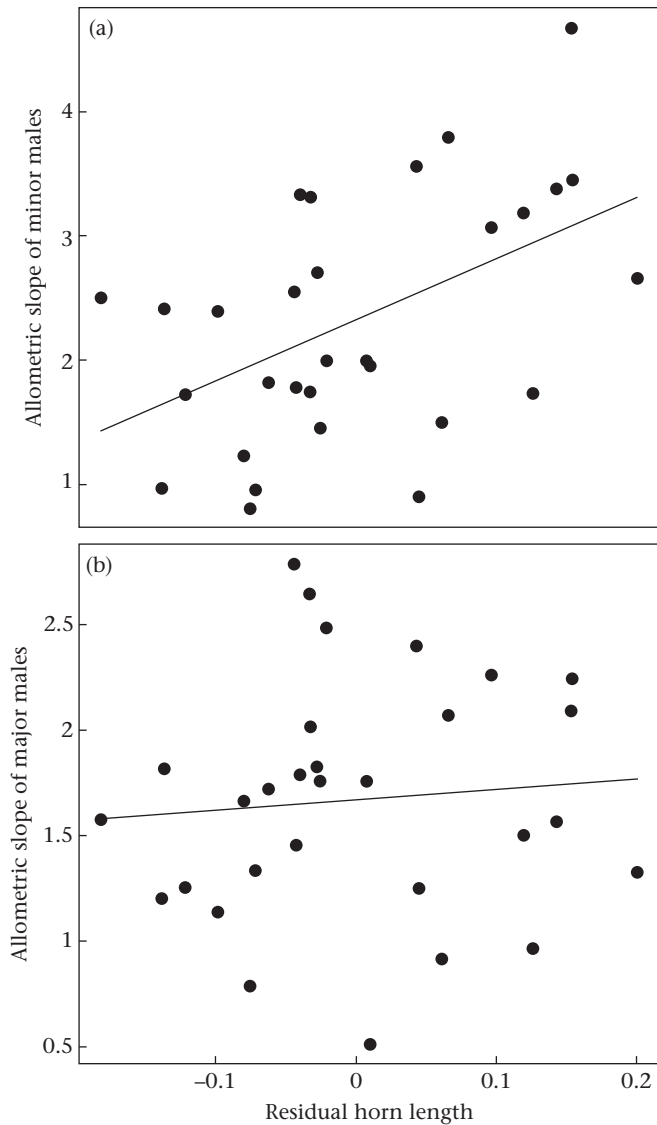 (a)
Allometric slope of minor males
4
3
2
1
(b)
Allometric slope of major males
2.5
2
1.5
1
0.5
–0.1
0
0.1
0.2
Residual horn length